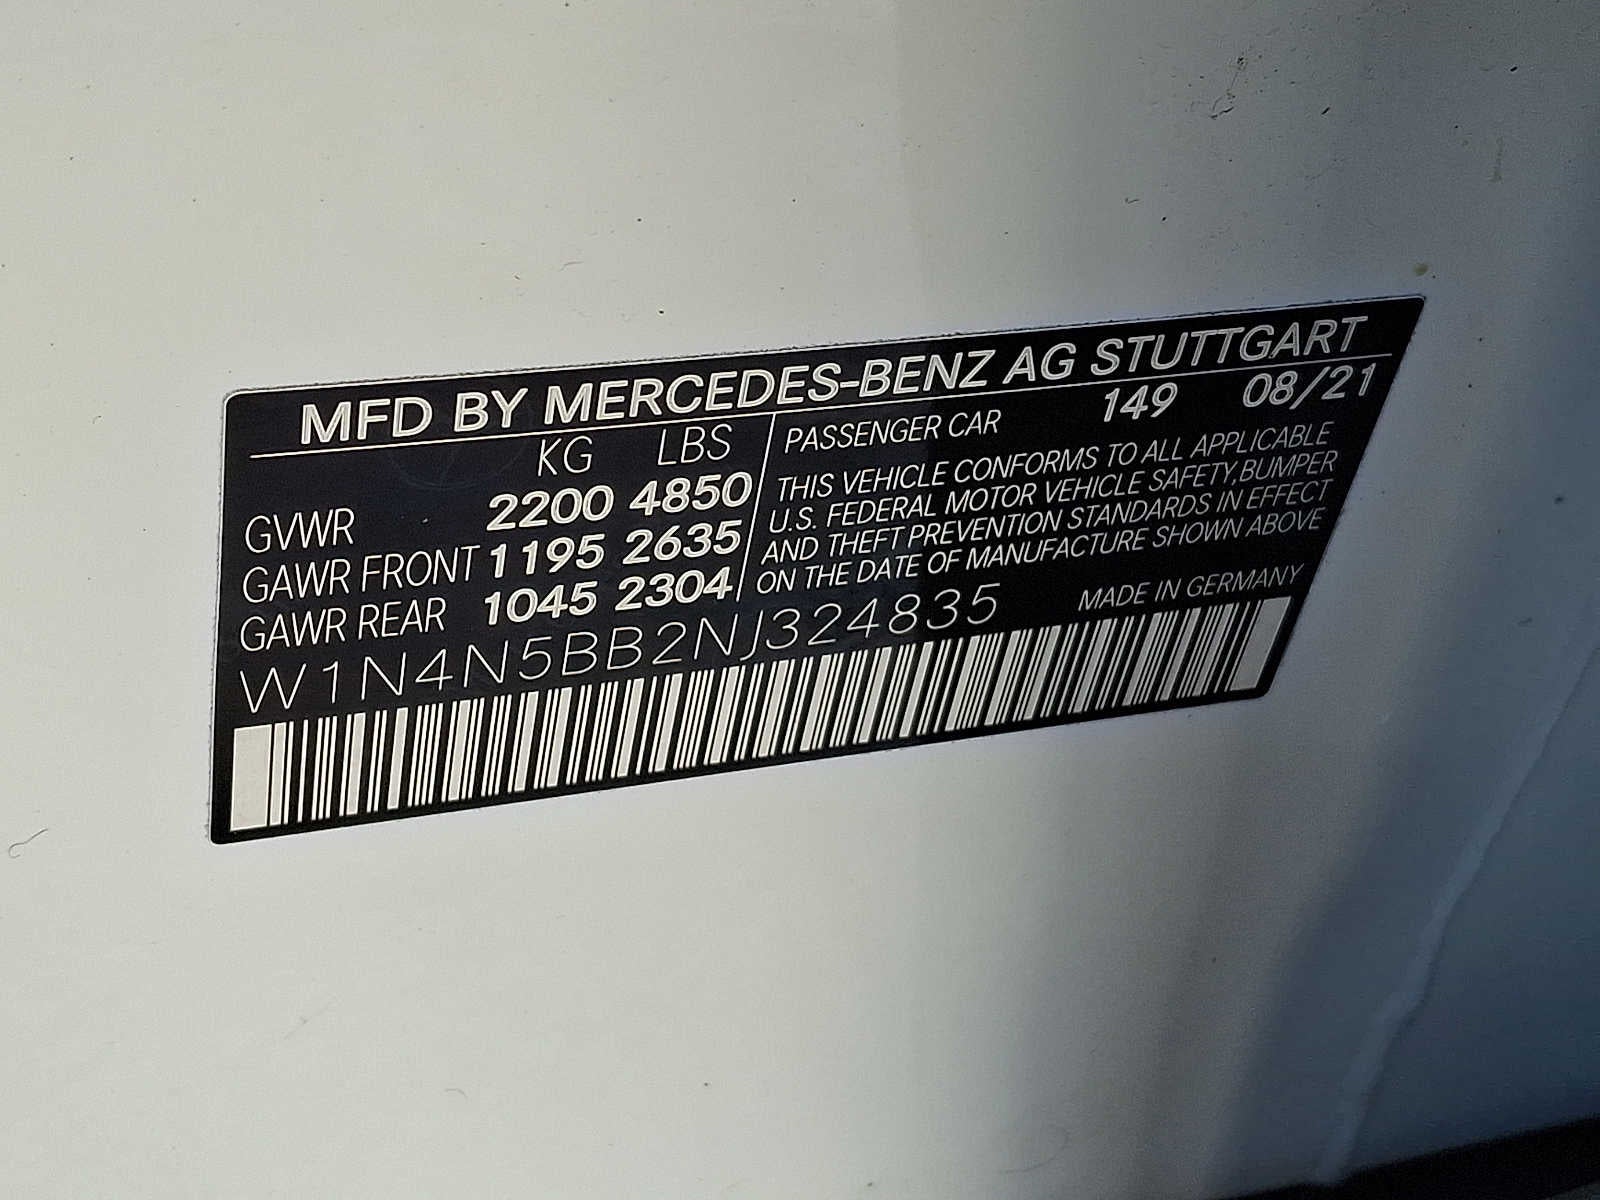 MFD BY MERCEDES-BENZ AG STUTTGART
KG LBS
GVWR 2200 4850
GAWR FRONT 1195 2635
GAWR REAR 1045 2304
PASSENGER CAR 149 08/21
THIS VEHICLE CONFORMS TO ALL APPLICABLE
U.S. FEDERAL MOTOR VEHICLE SAFETY,BUMPER
AND THEFT PREVENTION STANDARDS IN EFFECT
ON THE DATE OF MANUFACTURE SHOWN ABOVE
W1N4N5BB2NJ324835 MADE IN GERMANY